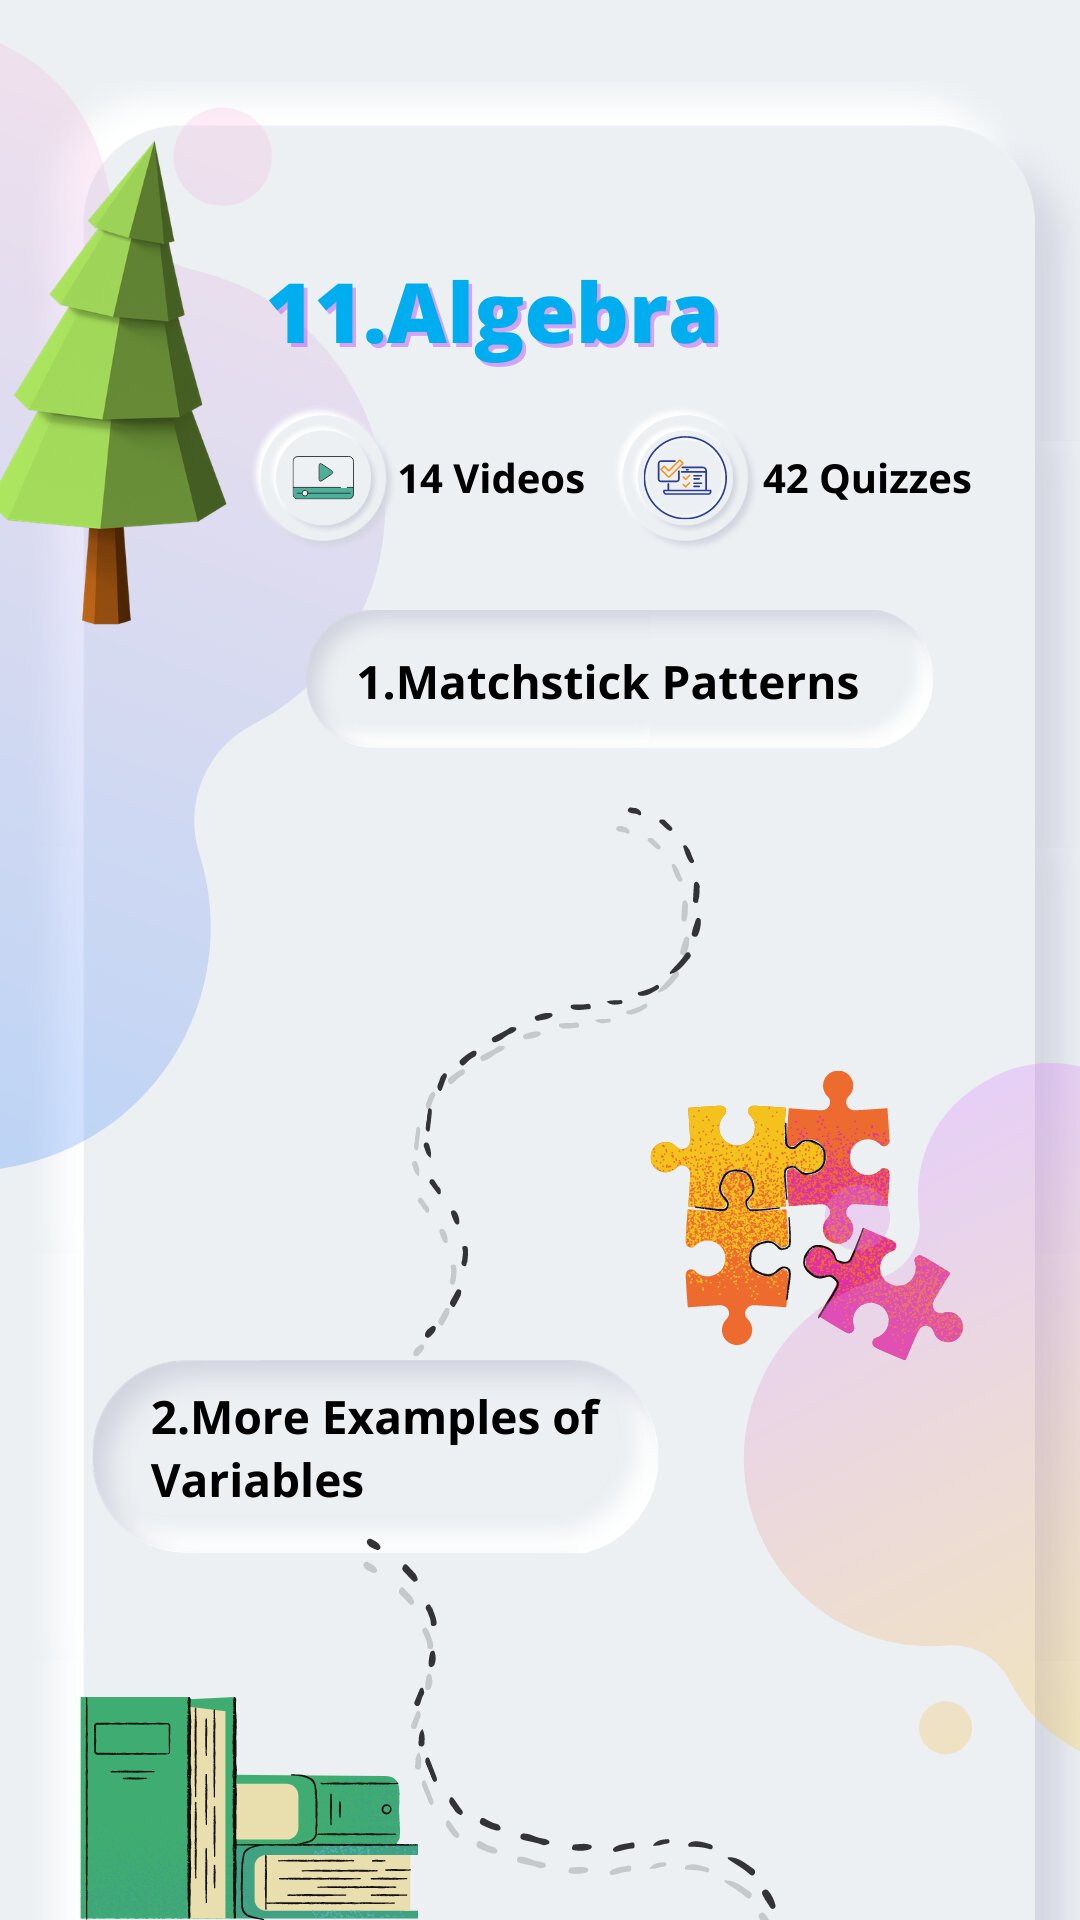 11.Algebra
14 Videos
42 Quizzes
1.Matchstick Patterns
2.More Examples of
Variables